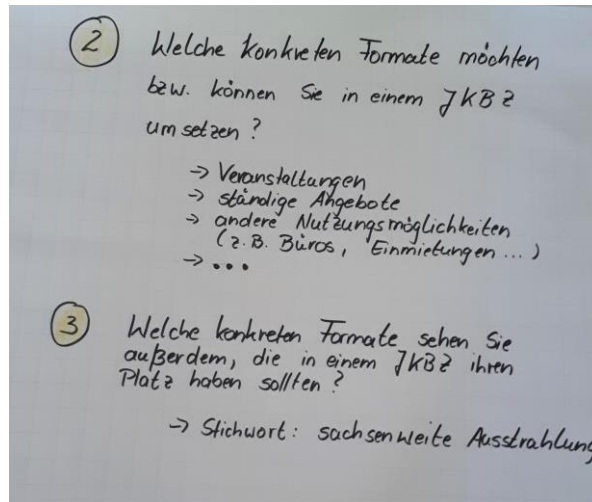 2 Welche konkreten Formate möchten
bzw. können Sie in einem JKBZ
umsetzen?
→ Veranstaltungen
→ ständige Angebote
→ andere Nutzungsmöglichkeiten
(z.B. Büros, Einmietungen ...)
→ ...
3 Welche konkreten Formate sehen Sie
außerdem, die in einem JKBZ ihren
Platz haben sollten?
→ Stichwort: sachsenweite Ausstrahlung